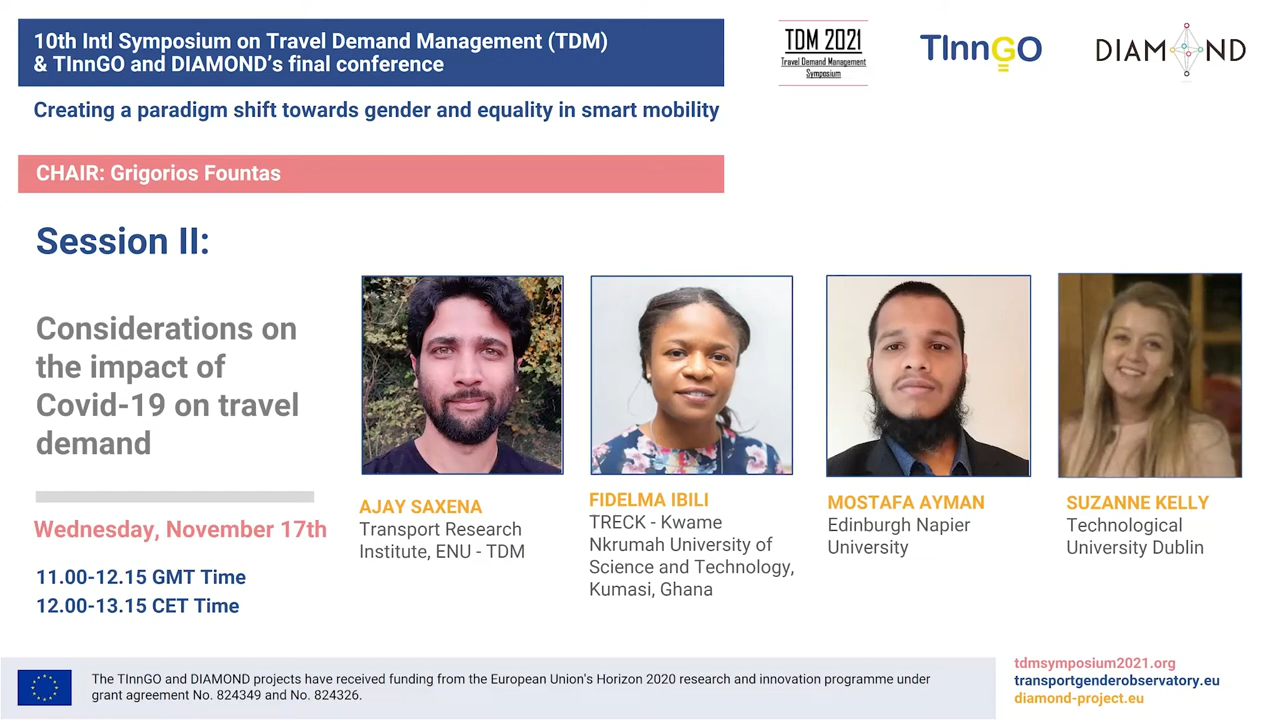 10th Intl Symposium on Travel Demand Management (TDM)
& TInnGO and DIAMOND's final conference
TDM 2021
Travel Demand Management
Symposium
TInnGO
DIAMOND
Creating a paradigm shift towards gender and equality in smart mobility
CHAIR: Grigorios Fountas
Session II:
Considerations on
the impact of
Covid-19 on travel
demand
Wednesday, November 17th
11.00-12.15 GMT Time
12.00-13.15 CET Time
AJAY SAXENA
Transport Research
Institute, ENU - TDM
FIDELMA IBILI
TRECK - Kwame
Nkrumah University of
Science and Technology,
Kumasi, Ghana
MOSTAFA AYMAN
Edinburgh Napier
University
SUZANNE KELLY
Technological
University Dublin
The TInnGO and DIAMOND projects have received funding from the European Union's Horizon 2020 research and innovation programme under
grant agreement No. 824349 and No. 824326.
tdmsymposium2021.org
transportgenderobservatory.eu
diamond-project.eu